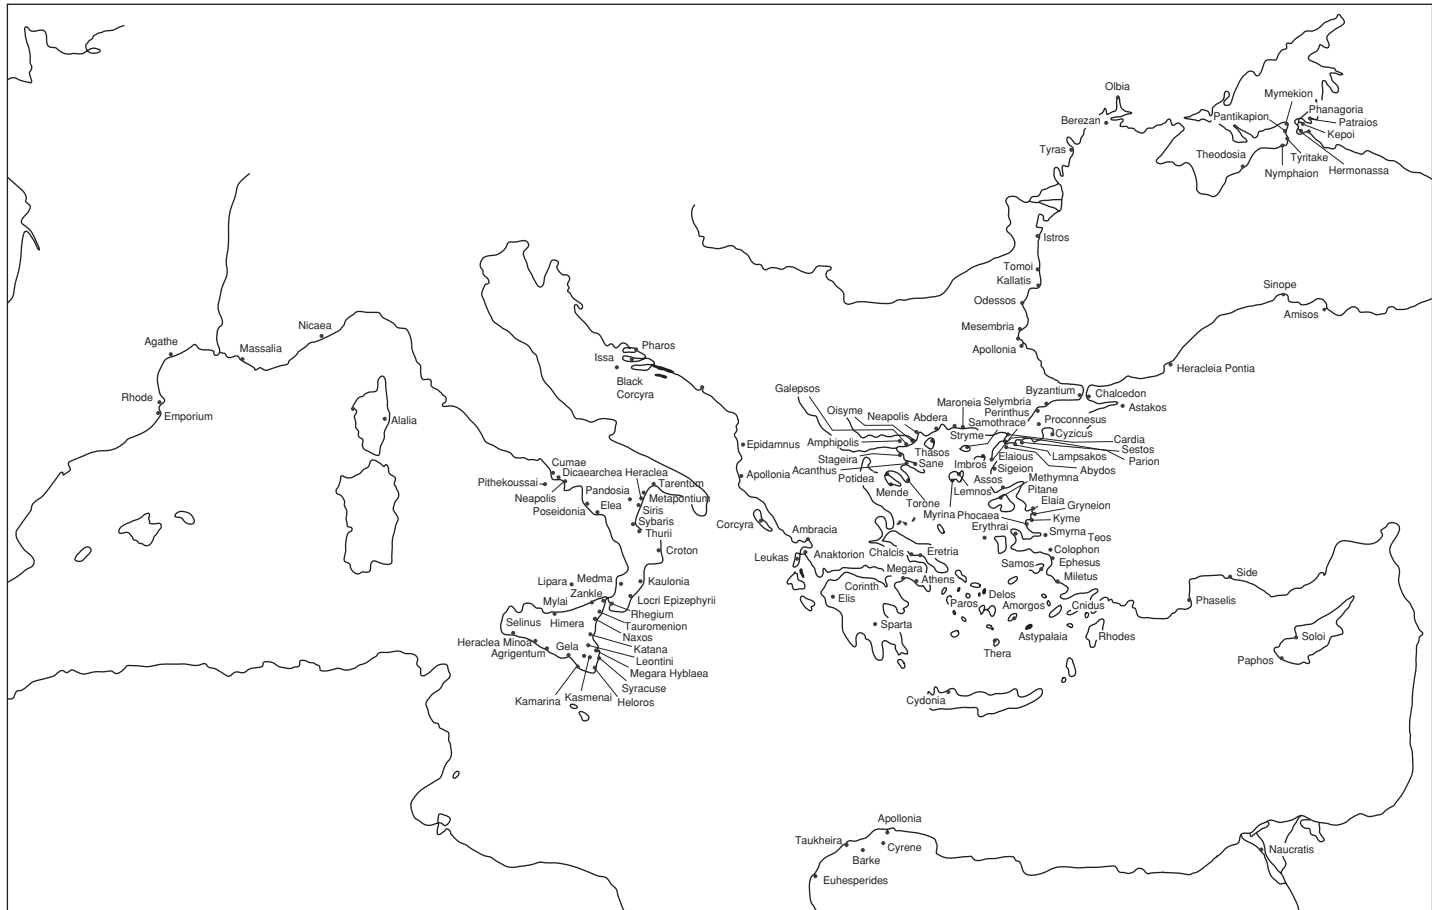 Olbia
Mymekion
Phanagoria
Berezan
Pantikapion
Patraios
Kepoi
Tyras
Theodosia
Tyritake
Hermonassa
Nymphaion
Istros
Tomoi
Kallatis
Sinope
Odessos
Amisos
Mesembria
Nicaea
Agathe
Massalia
Pharos
Apollonia
Issa
Heracleia Pontia
Black
Corcyra
Galepsos
Byzantium
Chalcedon
Rhode
Maroneia
Selymbria
Astakos
Oisyme
Perinthus
Emporium
Alalia
Neapolis
Abdera
Samothrace
Proconnesus
Stryme
Cyzicus
Epidamnus
Amphipolis
Cardia
Thasos
Sestos
Stageira
Elaious
Lampsakos
Parion
Cumae
Sane
Imbros
Sigeion
Abydos
Dicaearchea
Heraclea
Apollonia
Acanthus
Potidea
Assos
Methymna
Pithekoussai
Tarentum
Mende
Lemnos
Pitane
Neapolis
Pandosia
Metapontium
Torone
Elaia
Poseidonia
Elea
Siris
Myrina
Phocaea
Gryneion
Sybaris
Corcyra
Kyme
Thurii
Ambracia
Erythrai
Smyrna
Teos
Croton
Leukas
Anaktorion
Chalcis
Eretria
Colophon
Samos
Ephesus
Lipara
Medma
Kaulonia
Megara
Miletus
Side
Zankle
Corinth
Athens
Mylai
Locri Epizephyrii
Elis
Delos
Phaselis
Selinus
Himera
Rhegium
Paros
Amorgos
Cnidus
Tauromenion
Sparta
Astypalaia
Rhodes
Soloi
Heraclea Minoa
Naxos
Gela
Katana
Agrigentum
Leontini
Thera
Paphos
Megara Hyblaea
Syracuse
Kamarina
Kasmenai
Heloros
Cydonia
Apollonia
Taukheira
Cyrene
Naucratis
Barke
Euhesperides